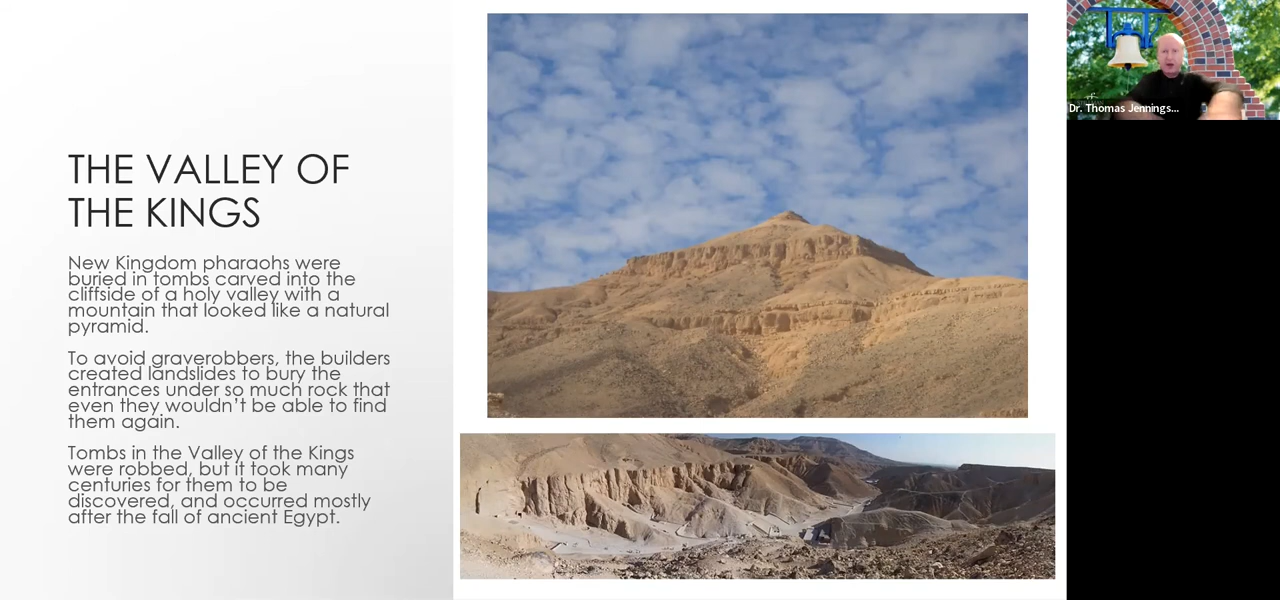 THE VALLEY OF
THE KINGS
New Kingdom pharaohs were
buried in tombs carved into the
cliffside of a holy valley with a
mountain that looked like a natural
pyramid.
To avoid graverobbers, the builders
created landslides to bury the
entrances under so much rock that
even they wouldn't be able to find
them again.
Tombs in the Valley of the Kings
were robbed, but it took many
centuries for them to be
discovered, and occurred mostly
after the fall of ancient Egypt.
Dr. Thomas Jennings...